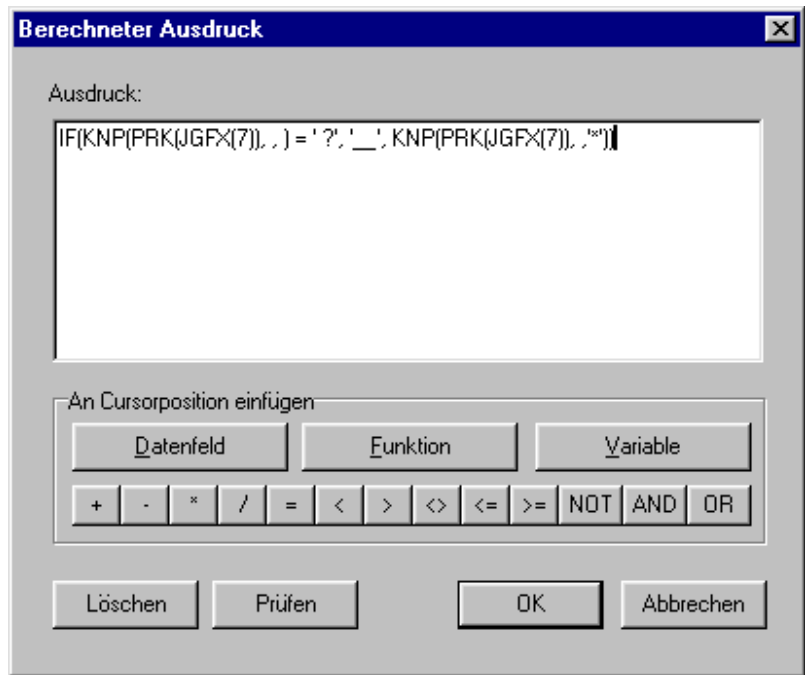 Berechneter Ausdruck
Ausdruck:
IF(KNP(PRK(JGFX(7)), , ) = ' ?', '__', KNP(PRK(JGFX(7)), ,'*'))
An Cursorposition einfügen
Datenfeld Funktion Variable
+ - * / = < > <> <= >= NOT AND OR
Löschen Prüfen OK Abbrechen